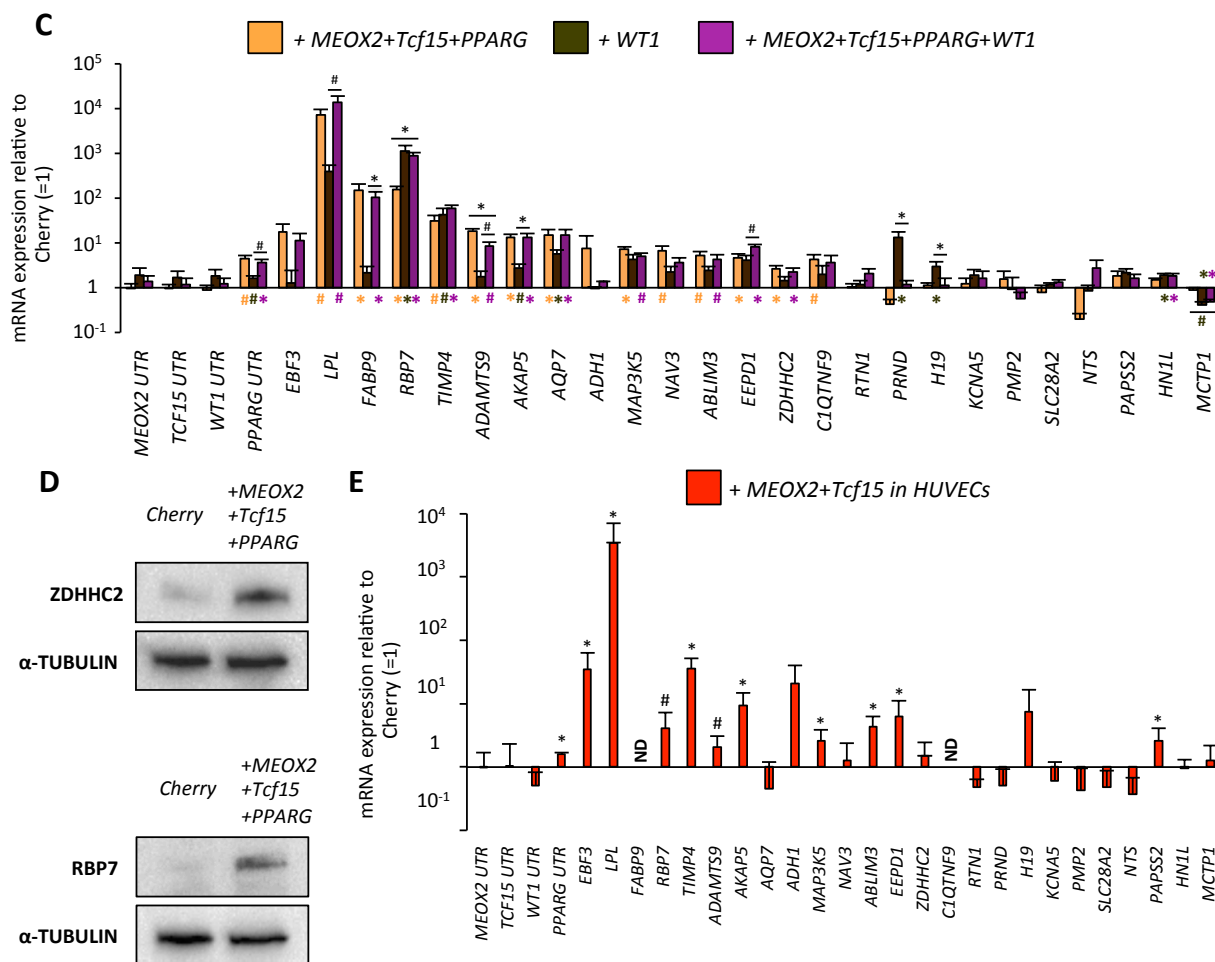 C
+ MEOX2+Tcf15+PPARG
+ WT1
+ MEOX2+Tcf15+PPARG+WT1
mRNA expression relative to
Cherry (=1)
10^5
10^4
10^3
10^2
10
1
10^-1
# # * * # * * # * # * * # *
# # * # * * * * # * # # * * # * # * * * * # * # # # * * * * # * * * * * #
MEOX2 UTR
TCF15 UTR
WT1 UTR
PPARG UTR
EBF3
LPL
FABP9
RBP7
TIMP4
ADAMTS9
AKAP5
AQP7
ADH1
MAP3K5
NAV3
ABLIM3
EEPD1
ZDHHC2
C1QTNF9
RTN1
PRND
H19
KCNA5
PMP2
SLC28A2
NTS
PAPSS2
HN1L
MCTP1
D
Cherry
+MEOX2
+Tcf15
+PPARG
ZDHHC2
α-TUBULIN
Cherry
+MEOX2
+Tcf15
+PPARG
RBP7
α-TUBULIN
E
+ MEOX2+Tcf15 in HUVECs
mRNA expression relative to
Cherry (=1)
10^4
10^3
10^2
10
1
10^-1
* * * ND # * # * * * * ND *
MEOX2 UTR
TCF15 UTR
WT1 UTR
PPARG UTR
EBF3
LPL
FABP9
RBP7
TIMP4
ADAMTS9
AKAP5
AQP7
ADH1
MAP3K5
NAV3
ABLIM3
EEPD1
ZDHHC2
C1QTNF9
RTN1
PRND
H19
KCNA5
PMP2
SLC28A2
NTS
PAPSS2
HN1L
MCTP1